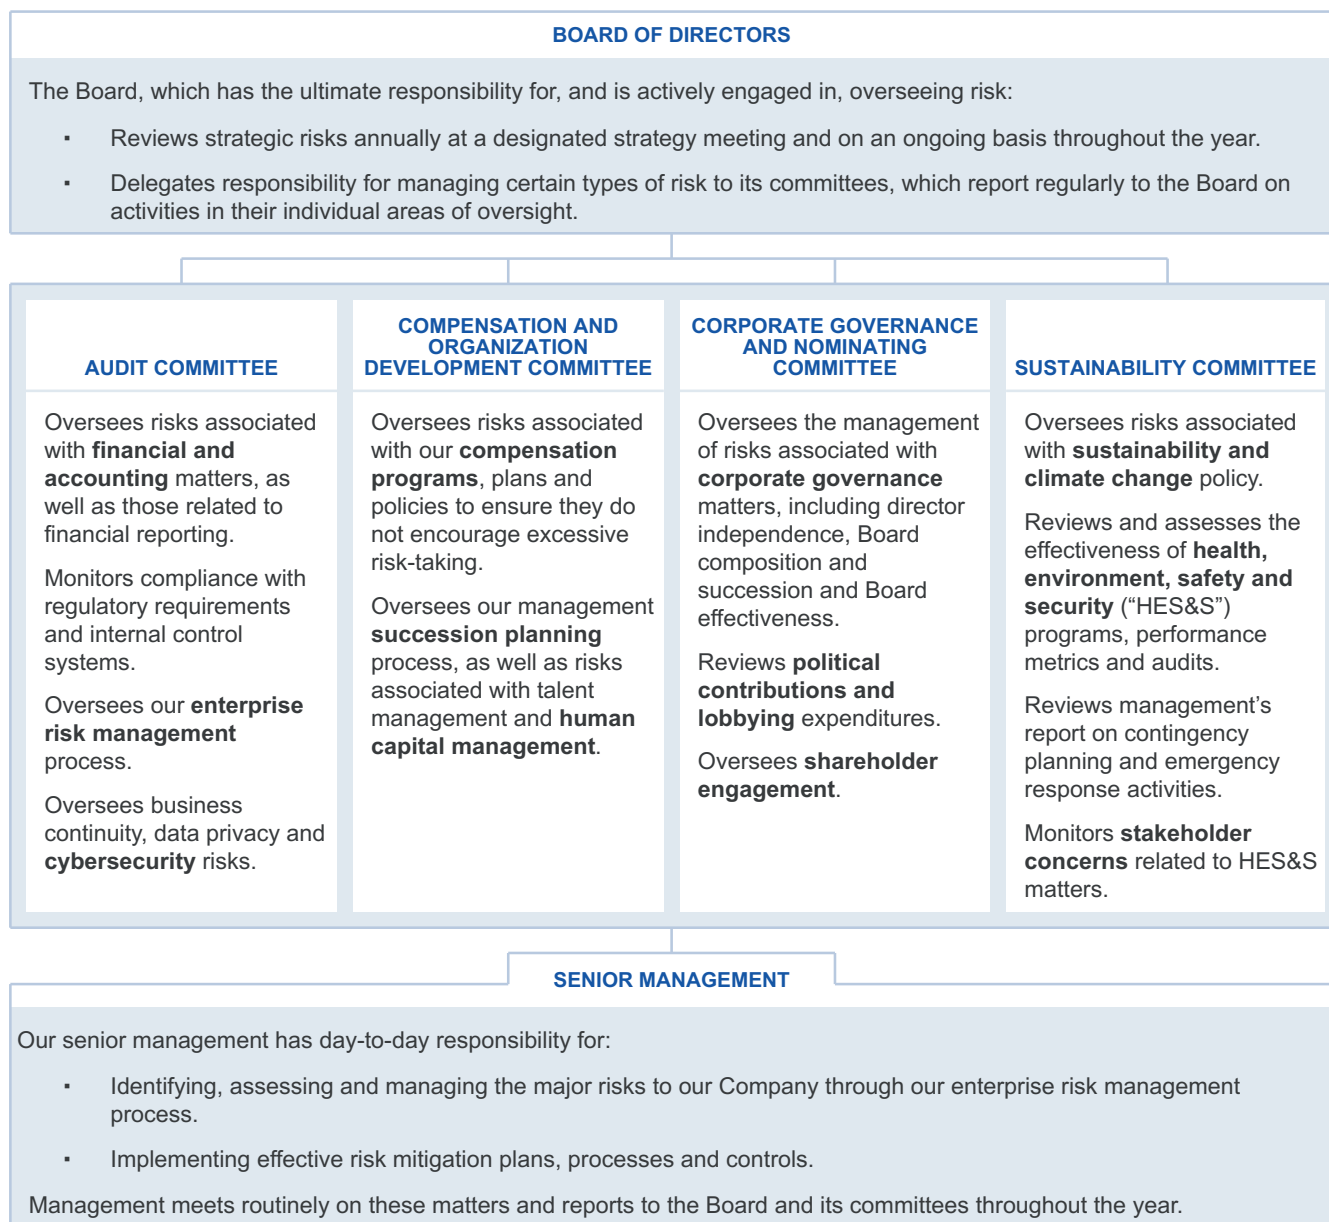 BOARD OF DIRECTORS
The Board, which has the ultimate responsibility for, and is actively engaged in, overseeing risk:
▪ Reviews strategic risks annually at a designated strategy meeting and on an ongoing basis throughout the year.
▪ Delegates responsibility for managing certain types of risk to its committees, which report regularly to the Board on
activities in their individual areas of oversight.
AUDIT COMMITTEE
Oversees risks associated
with financial and
accounting matters, as
well as those related to
financial reporting.
Monitors compliance with
regulatory requirements
and internal control
systems.
Oversees our enterprise
risk management
process.
Oversees business
continuity, data privacy and
cybersecurity risks.
COMPENSATION AND
ORGANIZATION
DEVELOPMENT COMMITTEE
Oversees risks associated
with our compensation
programs, plans and
policies to ensure they do
not encourage excessive
risk-taking.
Oversees our management
succession planning
process, as well as risks
associated with talent
management and human
capital management.
CORPORATE GOVERNANCE
AND NOMINATING
COMMITTEE
Oversees the management
of risks associated with
corporate governance
matters, including director
independence, Board
composition and
succession and Board
effectiveness.
Reviews political
contributions and
lobbying expenditures.
Oversees shareholder
engagement.
SUSTAINABILITY COMMITTEE
Oversees risks associated
with sustainability and
climate change policy.
Reviews and assesses the
effectiveness of health,
environment, safety and
security (“HES&S”)
programs, performance
metrics and audits.
Reviews management’s
report on contingency
planning and emergency
response activities.
Monitors stakeholder
concerns related to HES&S
matters.
SENIOR MANAGEMENT
Our senior management has day-to-day responsibility for:
▪ Identifying, assessing and managing the major risks to our Company through our enterprise risk management
process.
▪ Implementing effective risk mitigation plans, processes and controls.
Management meets routinely on these matters and reports to the Board and its committees throughout the year.